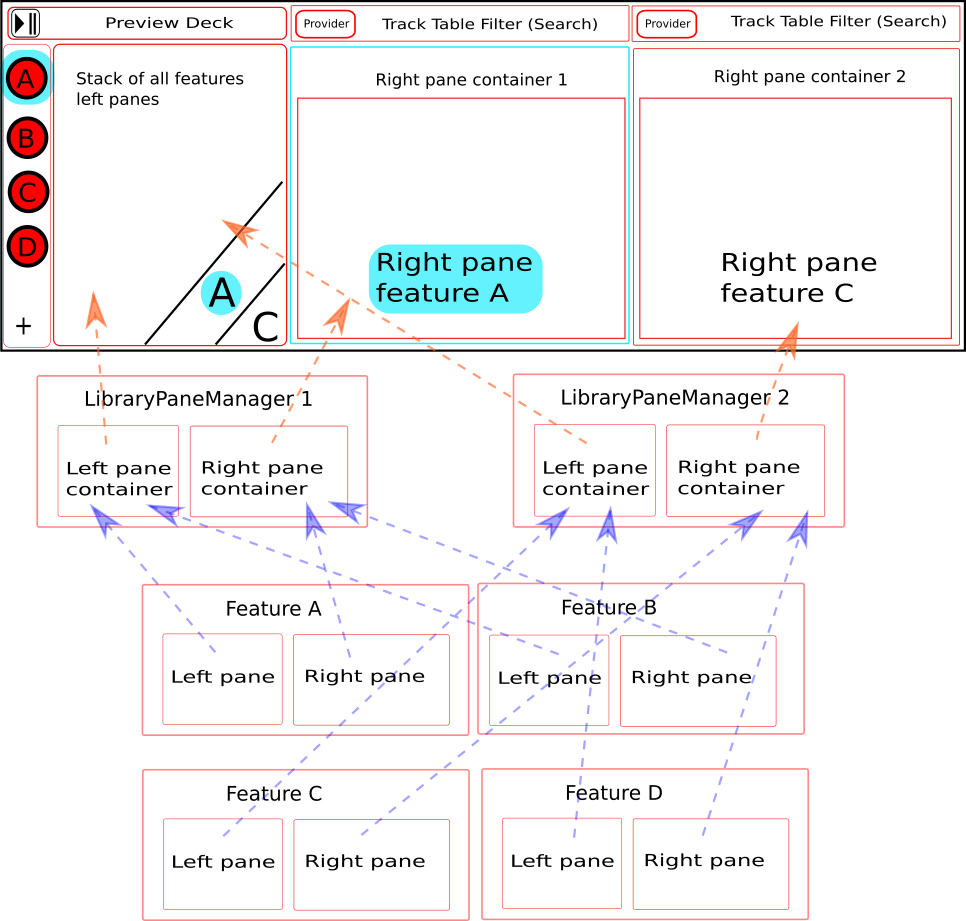 Preview Deck
Provider
Track Table Filter (Search)
Provider
Track Table Filter (Search)
A
B
C
D
+
Stack of all features
left panes
A
C
Right pane container 1
Right pane
feature A
Right pane container 2
Right pane
feature C
LibraryPaneManager 1
Left pane
container
Right pane
container
LibraryPaneManager 2
Left pane
container
Right pane
container
Feature A
Left pane
Right pane
Feature B
Left pane
Right pane
Feature C
Left pane
Right pane
Feature D
Left pane
Right pane